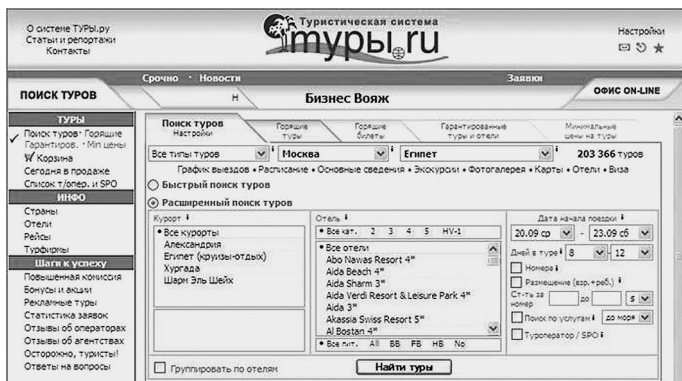 О системе ТУРЫ.ру
Статьи и репортажи
Контакты
Туристическая система
туры.ru
Настройки
Срочно · Новости
Заявки
ПОИСК ТУРОВ
Н
Бизнес Вояж
ОФИС ON-LINE
ТУРЫ
Поиск туров · Горящие
Гарантиров. · Min цены
Корзина
Сегодня в продаже
Список т/опер. и SPO
ИНФО
Страны
Отели
Рейсы
Турфирмы
Шаги к успеху
Повышенная комиссия
Бонусы и акции
Рекламные туры
Статистика заявок
Отзывы об операторах
Отзывы об агентствах
Осторожно, туристы!
Ответы на вопросы
Поиск туров
Настройки
Горящие
туры
Горящие
билеты
Гарантированные
туры и отели
Минимальные
цены на туры
Все типы туров i Москва i Египет i 203 366 туров
График выездов • Расписание • Основные сведения • Экскурсии • Фотогалерея • Карты • Отели • Виза
Быстрый поиск туров
Расширенный поиск туров
Курорт i
• Все курорты
Александрия
Египет (круизы-отдых)
Хургада
Шарм Эль Шейх
Отель i
• Все кат. 2 3 4 5 HV-1
• Все отели
Abo Nawas Resort 4*
Aida Beach 4*
Aida Sharm 3*
Aida Verdi Resort & Leisure Park 4*
Aida 3*
Akassia Swiss Resort 5*
Al Bostan 4*
• Все пит. All BB FB HB No
Дата начала поездки i
20.09 ср - 23.09 сб
Дней в туре i 8 - 12
Номера i
Размещение (взр.+реб.) i
Ст-ть за
номер
до $
Поиск по услугам i до моря
Туроператор / SPO i
Группировать по отелям
Найти туры